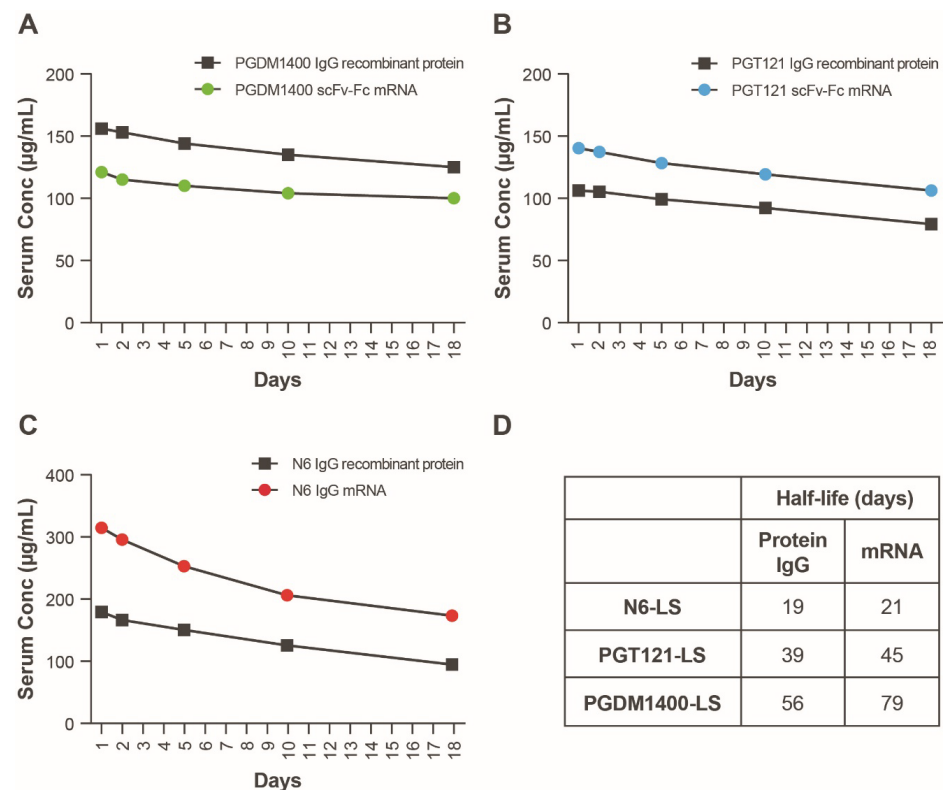 A
PGDM1400 IgG recombinant protein
PGDM1400 scFv-Fc mRNA
Serum Conc (µg/mL)
200
150
100
50
0
1 2 3 4 5 6 7 8 9 10 11 12 13 14 15 16 17 18
Days
B
PGT121 IgG recombinant protein
PGT121 scFv-Fc mRNA
Serum Conc (µg/mL)
200
150
100
50
0
1 2 3 4 5 6 7 8 9 10 11 12 13 14 15 16 17 18
Days
C
N6 IgG recombinant protein
N6 IgG mRNA
Serum Conc (µg/mL)
400
300
200
100
0
1 2 3 4 5 6 7 8 9 10 11 12 13 14 15 16 17 18
Days
D
Half-life (days)
Protein IgG mRNA
N6-LS 19 21
PGT121-LS 39 45
PGDM1400-LS 56 79